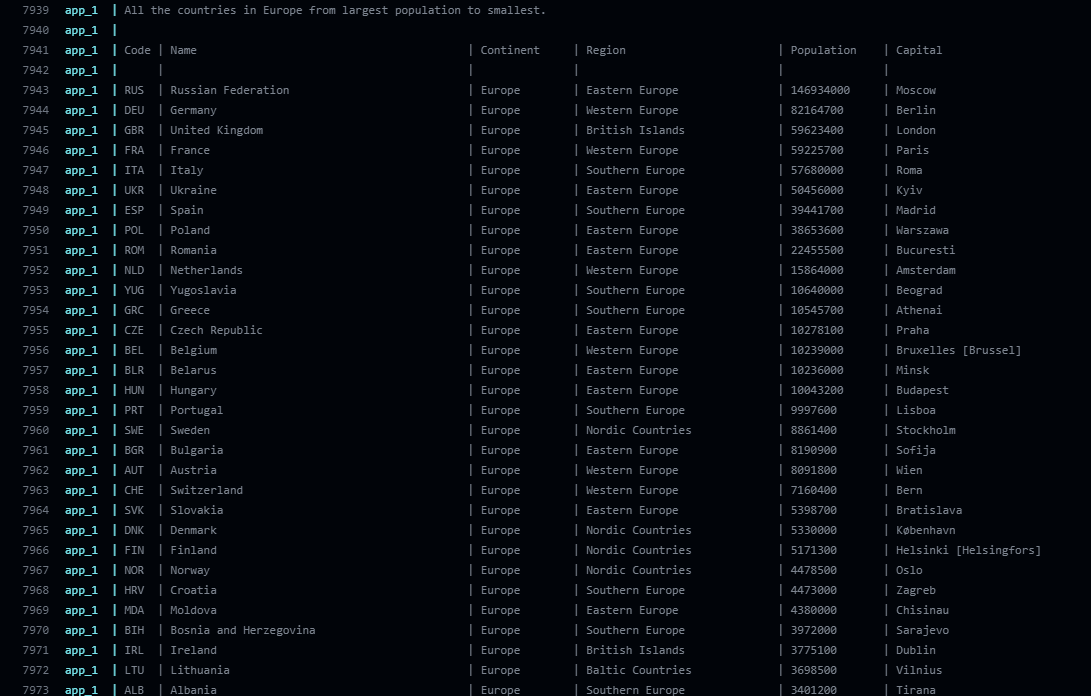 7939 app_1 | All the countries in Europe from largest population to smallest.
7940 app_1 |
7941 app_1 | Code | Name | Continent | Region | Population | Capital
7942 app_1 | | | | | |
7943 app_1 | RUS | Russian Federation | Europe | Eastern Europe | 146934000 | Moscow
7944 app_1 | DEU | Germany | Europe | Western Europe | 82164700 | Berlin
7945 app_1 | GBR | United Kingdom | Europe | British Islands | 59623400 | London
7946 app_1 | FRA | France | Europe | Western Europe | 59225700 | Paris
7947 app_1 | ITA | Italy | Europe | Southern Europe | 57680000 | Roma
7948 app_1 | UKR | Ukraine | Europe | Eastern Europe | 50456000 | Kyiv
7949 app_1 | ESP | Spain | Europe | Southern Europe | 39441700 | Madrid
7950 app_1 | POL | Poland | Europe | Eastern Europe | 38653600 | Warszawa
7951 app_1 | ROM | Romania | Europe | Eastern Europe | 22455500 | Bucuresti
7952 app_1 | NLD | Netherlands | Europe | Western Europe | 15864000 | Amsterdam
7953 app_1 | YUG | Yugoslavia | Europe | Southern Europe | 10640000 | Beograd
7954 app_1 | GRC | Greece | Europe | Southern Europe | 10545700 | Athenai
7955 app_1 | CZE | Czech Republic | Europe | Eastern Europe | 10278100 | Praha
7956 app_1 | BEL | Belgium | Europe | Western Europe | 10239000 | Bruxelles [Brussel]
7957 app_1 | BLR | Belarus | Europe | Eastern Europe | 10236000 | Minsk
7958 app_1 | HUN | Hungary | Europe | Eastern Europe | 10043200 | Budapest
7959 app_1 | PRT | Portugal | Europe | Southern Europe | 9997600 | Lisboa
7960 app_1 | SWE | Sweden | Europe | Nordic Countries | 8861400 | Stockholm
7961 app_1 | BGR | Bulgaria | Europe | Eastern Europe | 8190900 | Sofija
7962 app_1 | AUT | Austria | Europe | Western Europe | 8091800 | Wien
7963 app_1 | CHE | Switzerland | Europe | Western Europe | 7160400 | Bern
7964 app_1 | SVK | Slovakia | Europe | Eastern Europe | 5398700 | Bratislava
7965 app_1 | DNK | Denmark | Europe | Nordic Countries | 5330000 | København
7966 app_1 | FIN | Finland | Europe | Nordic Countries | 5171300 | Helsinki [Helsingfors]
7967 app_1 | NOR | Norway | Europe | Nordic Countries | 4478500 | Oslo
7968 app_1 | HRV | Croatia | Europe | Southern Europe | 4473000 | Zagreb
7969 app_1 | MDA | Moldova | Europe | Eastern Europe | 4380000 | Chisinau
7970 app_1 | BIH | Bosnia and Herzegovina | Europe | Southern Europe | 3972000 | Sarajevo
7971 app_1 | IRL | Ireland | Europe | British Islands | 3775100 | Dublin
7972 app_1 | LTU | Lithuania | Europe | Baltic Countries | 3698500 | Vilnius
7973 app_1 | ALB | Albania | Europe | Southern Europe | 3401200 | Tirana